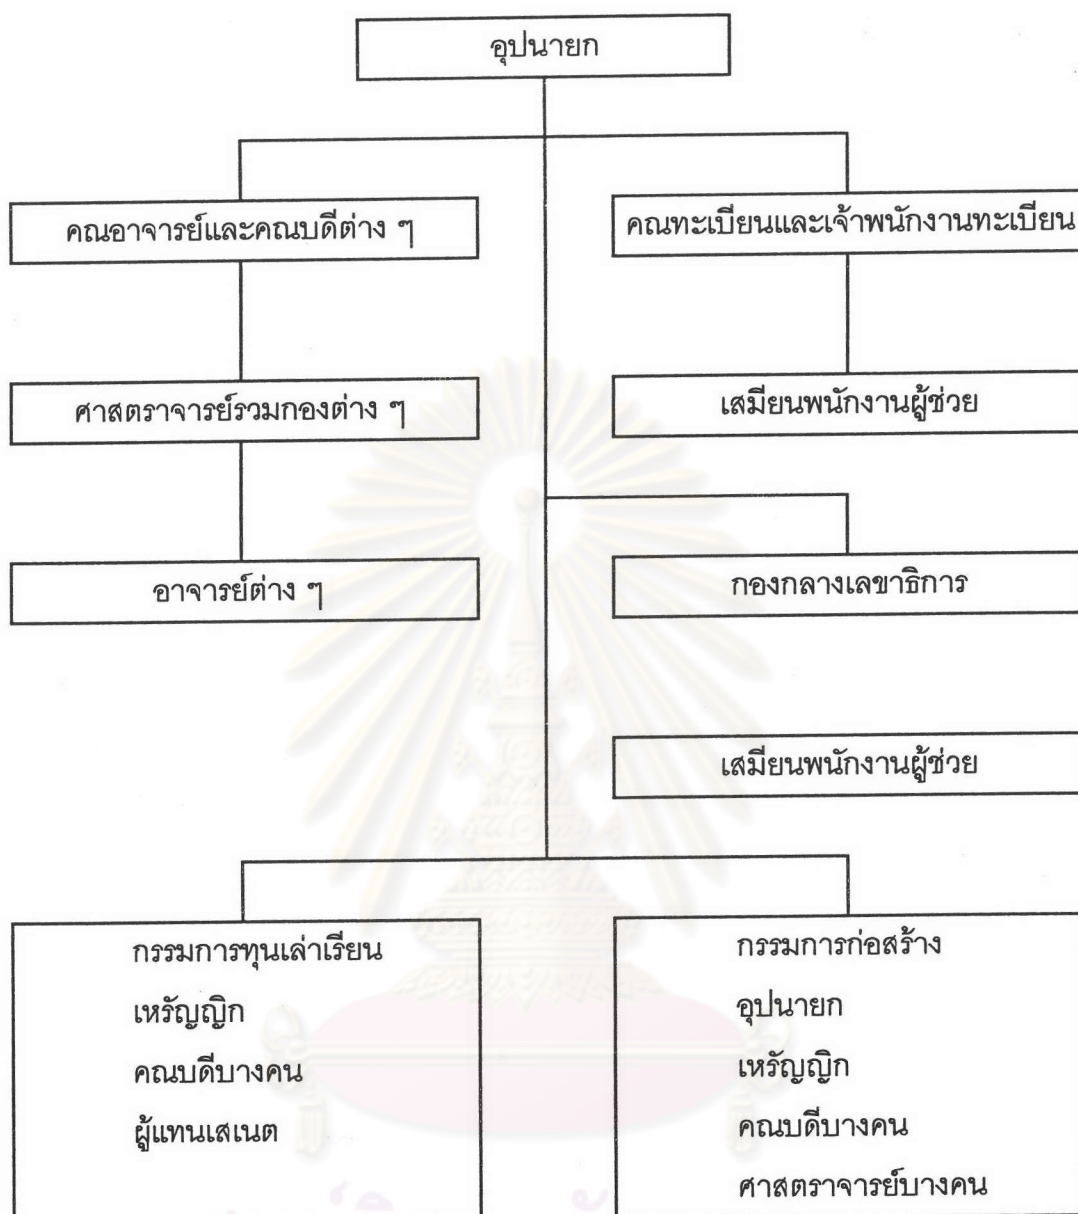 อุปนายก
คณอาจารย์และคณบดีต่าง ๆ
คณทะเบียนและเจ้าพนักงานทะเบียน
ศาสตราจารย์รวมกองต่าง ๆ
เสมียนพนักงานผู้ช่วย
อาจารย์ต่าง ๆ
กองกลางเลขาธิการ
เสมียนพนักงานผู้ช่วย
กรรมการทุนเล่าเรียน
เหรัญญิก
คณบดีบางคน
ผู้แทนเสเนต
กรรมการก่อสร้าง
อุปนายก
เหรัญญิก
คณบดีบางคน
ศาสตราจารย์บางคน